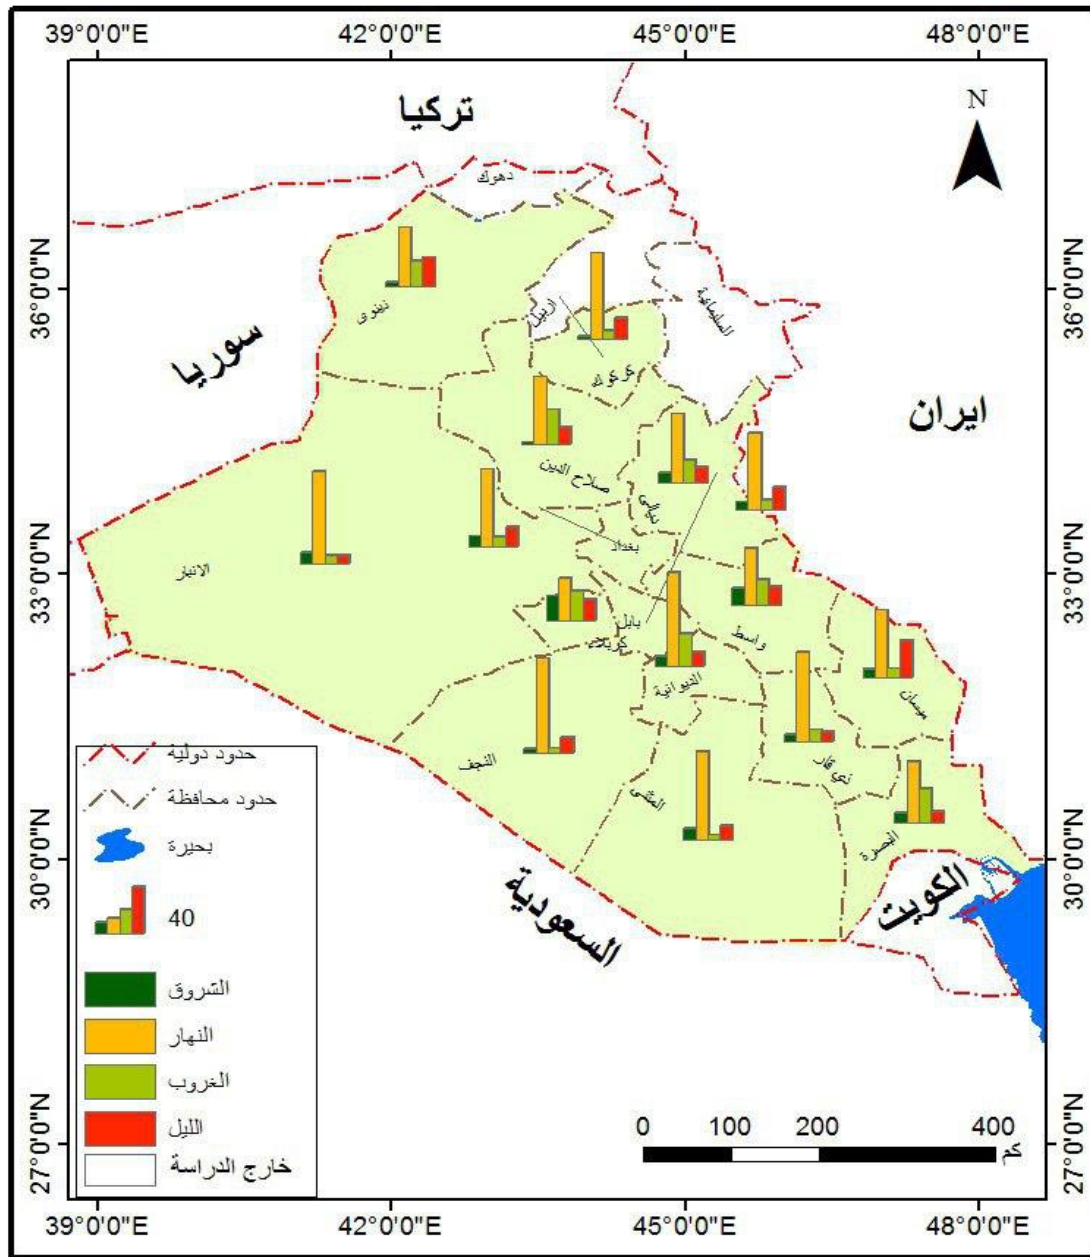 39°0'0"E 42°0'0"E 45°0'0"E 48°0'0"E
N
تركيا
دهوك
36°0'0"N 36°0'0"N
نينوى
اربيل
السليمانية
سوريا
كركوك
ايران
صلاح الدين
ديالى
بغداد
33°0'0"N 33°0'0"N
الانبار
بابل
كربلاء
واسط
الديوانية
ميسان
النجف
ذي قار
المثنى
البصرة
30°0'0"N 30°0'0"N
الكويت
السعودية
حدود دولية
حدود محافظة
بحيرة
40
الشروق
النهار
الغروب
الليل
خارج الدراسة
0 100 200 400
كم
27°0'0"N 27°0'0"N
39°0'0"E 42°0'0"E 45°0'0"E 48°0'0"E